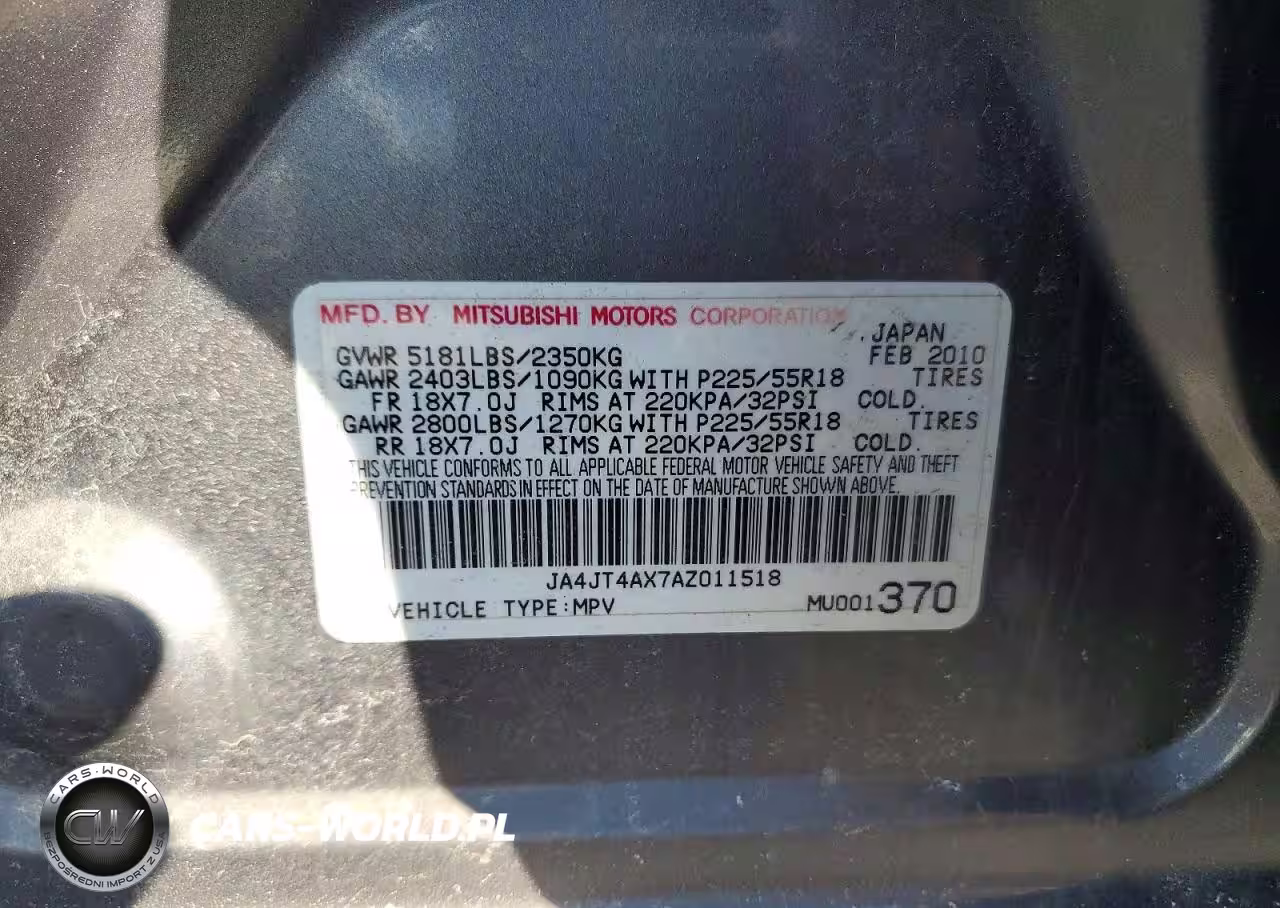 MFD. BY MITSUBISHI MOTORS CORPORATION
JAPAN
GVWR 5181LBS/2350KG FEB 2010
GAWR 2403LBS/1090KG WITH P225/55R18 TIRES
FR 18X7.0J RIMS AT 220KPA/32PSI COLD.
GAWR 2800LBS/1270KG WITH P225/55R18 TIRES
RR 18X7.0J RIMS AT 220KPA/32PSI COLD.
THIS VEHICLE CONFORMS TO ALL APPLICABLE FEDERAL MOTOR VEHICLE SAFETY AND THEFT
PREVENTION STANDARDS IN EFFECT ON THE DATE OF MANUFACTURE SHOWN ABOVE.
JA4JT4AX7AZ011518
VEHICLE TYPE:MPV MU001370
CARS-WORLD
CW
BEZPOŚREDNI IMPORT Z USA
CARS-WORLD.PL